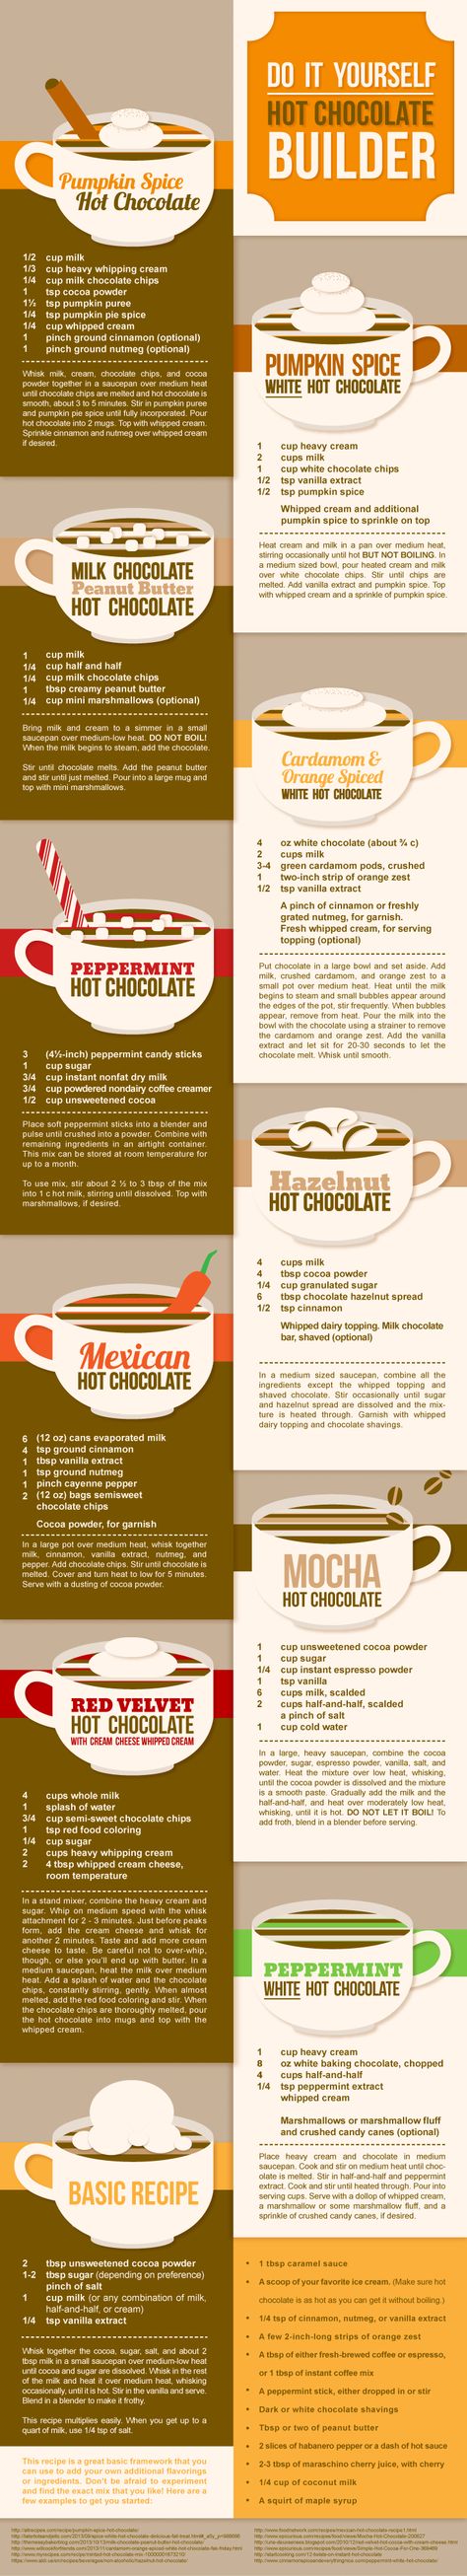 DO IT YOURSELF
HOT CHOCOLATE
BUILDER
Pumpkin Spice
Hot Chocolate
1/2 cup milk
1/3 cup heavy whipping cream
1/4 cup milk chocolate chips
1 tsp cocoa powder
1½ tsp pumpkin puree
1/4 tsp pumpkin pie spice
1/4 cup whipped cream
1 pinch ground cinnamon (optional)
1 pinch ground nutmeg (optional)
Whisk milk, cream, chocolate chips, and cocoa
powder together in a saucepan over medium heat
until chocolate chips are melted and hot chocolate is
smooth, about 3 to 5 minutes. Stir in pumpkin puree
and pumpkin pie spice until fully incorporated. Pour
hot chocolate into 2 mugs. Top with whipped cream.
Sprinkle cinnamon and nutmeg over whipped cream
if desired.
PUMPKIN SPICE
WHITE HOT CHOCOLATE
1 cup heavy cream
2 cups milk
1 cup white chocolate chips
1/2 tsp vanilla extract
1/2 tsp pumpkin spice
Whipped cream and additional
pumpkin spice to sprinkle on top
Heat cream and milk in a pan over medium heat,
stirring occasionally until hot BUT NOT BOILING. In
a medium sized bowl, pour heated cream and milk
over white chocolate chips. Stir until chips are
melted. Add vanilla extract and pumpkin spice. Top
with whipped cream and a sprinkle of pumpkin spice.
MILK CHOCOLATE
Peanut Butter
HOT CHOCOLATE
1 cup milk
1/4 cup half and half
1/4 cup milk chocolate chips
1 tbsp creamy peanut butter
1/4 cup mini marshmallows (optional)
Bring milk and cream to a simmer in a small
saucepan over medium-low heat. DO NOT BOIL!
When the milk begins to steam, add the chocolate.
Stir until chocolate melts. Add the peanut butter
and stir until just melted. Pour into a large mug and
top with mini marshmallows.
Cardamom &
Orange Spiced
WHITE HOT CHOCOLATE
4 oz white chocolate (about ¾ c)
2 cups milk
3-4 green cardamom pods, crushed
1 two-inch strip of orange zest
1/2 tsp vanilla extract
A pinch of cinnamon or freshly
grated nutmeg, for garnish.
Fresh whipped cream, for serving
topping (optional)
Put chocolate in a large bowl and set aside. Add
milk, crushed cardamom, and orange zest to a
small pot over medium heat. Heat until the milk
begins to steam and small bubbles appear around
the edges of the pot, stir frequently. When bubbles
appear, remove from heat. Pour the milk into the
bowl with the chocolate using a strainer to remove
the cardamom and orange zest. Add the vanilla
extract and let sit for 20-30 seconds to let the
chocolate melt. Whisk until smooth.
PEPPERMINT
HOT CHOCOLATE
3 (4½-inch) peppermint candy sticks
1 cup sugar
3/4 cup instant nonfat dry milk
3/4 cup powdered nondairy coffee creamer
1/2 cup unsweetened cocoa
Place soft peppermint sticks into a blender and
pulse until crushed into a powder. Combine with
remaining ingredients in an airtight container.
This mix can be stored at room temperature for
up to a month.
To use mix, stir about 2 ½ to 3 tbsp of the mix
into 1 c hot milk, stirring until dissolved. Top with
marshmallows, if desired.
Hazelnut
HOT CHOCOLATE
4 cups milk
4 tbsp cocoa powder
1/4 cup granulated sugar
6 tbsp chocolate hazelnut spread
1/2 tsp cinnamon
Whipped dairy topping. Milk chocolate
bar, shaved (optional)
In a medium sized saucepan, combine all the
ingredients except the whipped topping and
shaved chocolate. Stir occasionally until sugar
and hazelnut spread are dissolved and the mix-
ture is heated through. Garnish with whipped
dairy topping and chocolate shavings.
Mexican
HOT CHOCOLATE
6 (12 oz) cans evaporated milk
4 tsp ground cinnamon
1 tbsp vanilla extract
1 tsp ground nutmeg
1 pinch cayenne pepper
2 (12 oz) bags semisweet
chocolate chips
Cocoa powder, for garnish
In a large pot over medium heat, whisk together
milk, cinnamon, vanilla extract, nutmeg, and
pepper. Add chocolate chips. Stir until chocolate is
melted. Cover and turn heat to low for 5 minutes.
Serve with a dusting of cocoa powder.
MOCHA
HOT CHOCOLATE
1 cup unsweetened cocoa powder
1 cup sugar
1/4 cup instant espresso powder
1 tsp vanilla
6 cups milk, scalded
2 cups half-and-half, scalded
a pinch of salt
1 cup cold water
In a large, heavy saucepan, combine the cocoa
powder, sugar, espresso powder, vanilla, salt, and
water. Heat the mixture over low heat, whisking,
until the cocoa powder is dissolved and the mixture
is a smooth paste. Gradually add the milk and the
half-and-half, and heat over moderately low heat,
whisking, until it is hot. DO NOT LET IT BOIL! To
add froth, blend in a blender before serving.
RED VELVET
HOT CHOCOLATE
WITH CREAM CHEESE WHIPPED CREAM
4 cups whole milk
1 splash of water
3/4 cup semi-sweet chocolate chips
1 tsp red food coloring
1/4 cup sugar
2 cups heavy whipping cream
2 4 tbsp whipped cream cheese,
room temperature
In a stand mixer, combine the heavy cream and
sugar. Whip on medium speed with the whisk
attachment for 2 - 3 minutes. Just before peaks
form, add the cream cheese and whisk for
another 2 minutes. Taste and add more cream
cheese to taste. Be careful not to over-whip,
though, or else you'll end up with butter. In a
medium saucepan, heat the milk over medium
heat. Add a splash of water and the chocolate
chips, constantly stirring, gently. When almost
melted, add the red food coloring and stir. When
the chocolate chips are thoroughly melted, pour
the hot chocolate into mugs and top with the
whipped cream.
PEPPERMINT
WHITE HOT CHOCOLATE
1 cup heavy cream
8 oz white baking chocolate, chopped
4 cups half-and-half
1/4 tsp peppermint extract
whipped cream
Marshmallows or marshmallow fluff
and crushed candy canes (optional)
Place heavy cream and chocolate in medium
saucepan. Cook and stir on medium heat until choc-
olate is melted. Stir in half-and-half and peppermint
extract. Cook and stir until heated through. Pour into
serving cups. Serve with a dollop of whipped cream,
a marshmallow or some marshmallow fluff, and a
sprinkle of crushed candy canes, if desired.
BASIC RECIPE
2 tbsp unsweetened cocoa powder
1-2 tbsp sugar (depending on preference)
pinch of salt
1 cup milk (or any combination of milk,
half-and-half, or cream)
1/4 tsp vanilla extract
Whisk together the cocoa, sugar, salt, and about 2
tbsp milk in a small saucepan over medium-low heat
until cocoa and sugar are dissolved. Whisk in the rest
of the milk and heat it over medium heat, whisking
occasionally, until it is hot. Stir in the vanilla and serve.
Blend in a blender to make it frothy.
This recipe multiplies easily. When you get up to a
quart of milk, use 1/4 tsp of salt.
This recipe is a great basic framework that you
can use to add your own additional flavorings
or ingredients. Don't be afraid to experiment
and find the exact mix that you like! Here are a
few examples to get you started:
• 1 tbsp caramel sauce
• A scoop of your favorite ice cream. (Make sure hot
chocolate is as hot as you can get it without boiling.)
• 1/4 tsp of cinnamon, nutmeg, or vanilla extract
• A few 2-inch-long strips of orange zest
• A tbsp of either fresh-brewed coffee or espresso,
or 1 tbsp of instant coffee mix
• A peppermint stick, either dropped in or stir
• Dark or white chocolate shavings
• Tbsp or two of peanut butter
• 2 slices of habanero pepper or a dash of hot sauce
• 2-3 tbsp of maraschino cherry juice, with cherry
• 1/4 cup of coconut milk
• A squirt of maple syrup